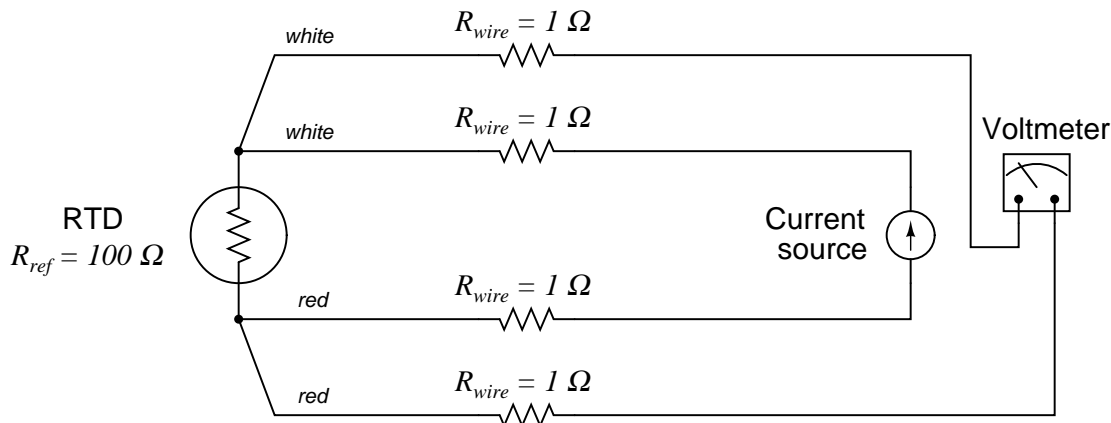 R_wire = 1 Ω
white
R_wire = 1 Ω
white
Voltmeter
RTD
R_ref = 100 Ω
Current
source
R_wire = 1 Ω
red
R_wire = 1 Ω
red